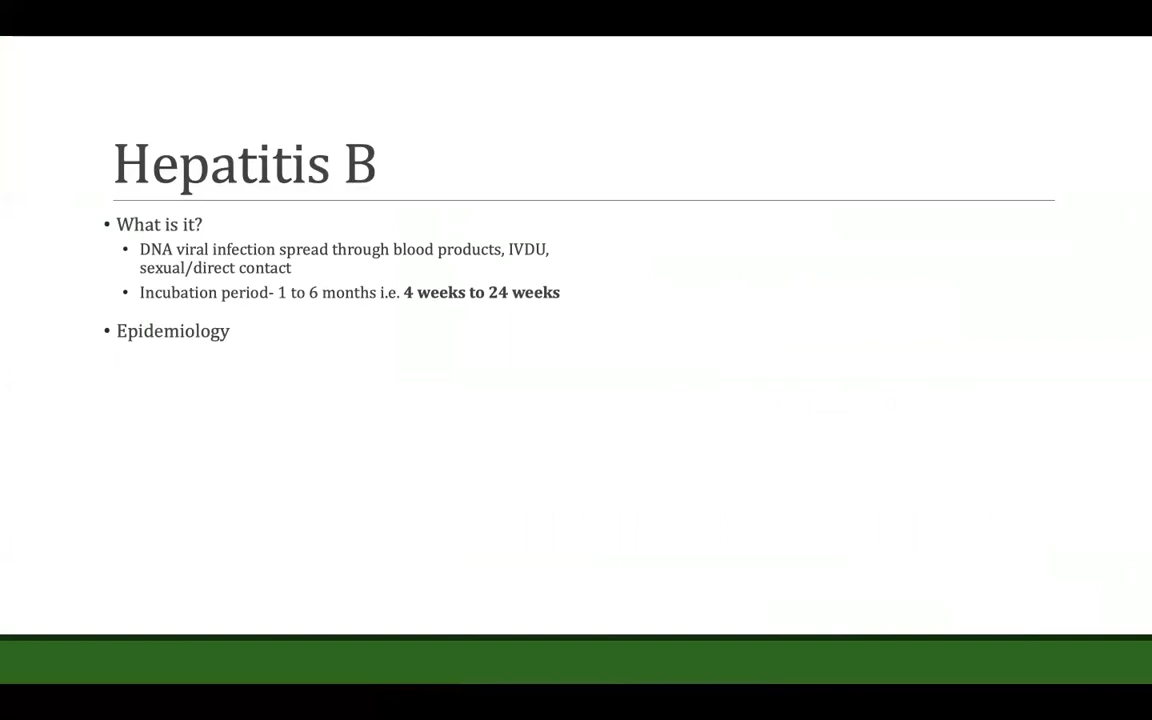 Hepatitis B
• What is it?
• DNA viral infection spread through blood products, IVDU,
sexual/direct contact
• Incubation period- 1 to 6 months i.e. 4 weeks to 24 weeks
• Epidemiology